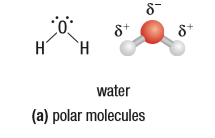 δ⁻
O
δ⁺ δ⁺
H H
water
(a) polar molecules